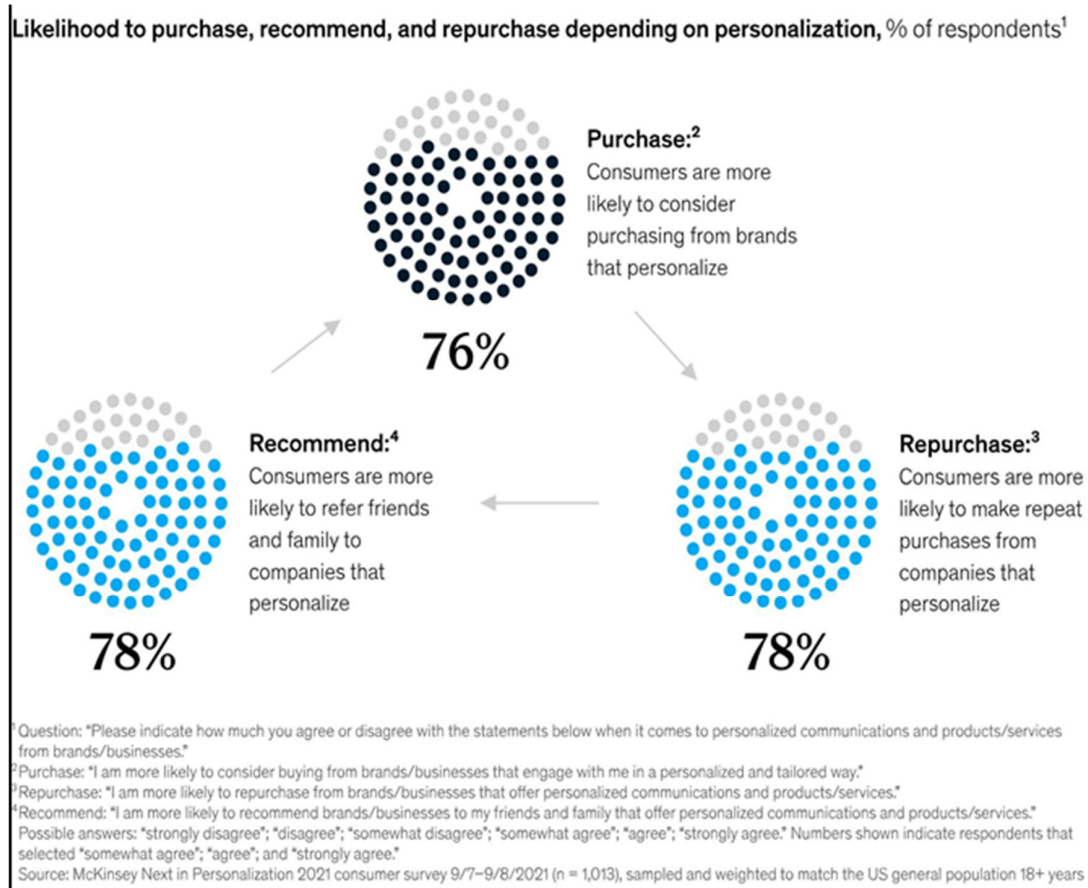 Likelihood to purchase, recommend, and repurchase depending on personalization, % of respondents¹
Purchase:²
Consumers are more
likely to consider
purchasing from brands
that personalize
76%
Recommend:⁴
Consumers are more
likely to refer friends
and family to
companies that
personalize
78%
Repurchase:³
Consumers are more
likely to make repeat
purchases from
companies that
personalize
78%
¹Question: “Please indicate how much you agree or disagree with the statements below when it comes to personalized communications and products/services
from brands/businesses.”
²Purchase: “I am more likely to consider buying from brands/businesses that engage with me in a personalized and tailored way.”
³Repurchase: “I am more likely to repurchase from brands/businesses that offer personalized communications and products/services.”
⁴Recommend: “I am more likely to recommend brands/businesses to my friends and family that offer personalized communications and products/services.”
Possible answers: “strongly disagree”; “disagree”; “somewhat disagree”; “somewhat agree”; “agree”; “strongly agree.” Numbers shown indicate respondents that
selected “somewhat agree”; “agree”; and “strongly agree.”
Source: McKinsey Next in Personalization 2021 consumer survey 9/7–9/8/2021 (n = 1,013), sampled and weighted to match the US general population 18+ years